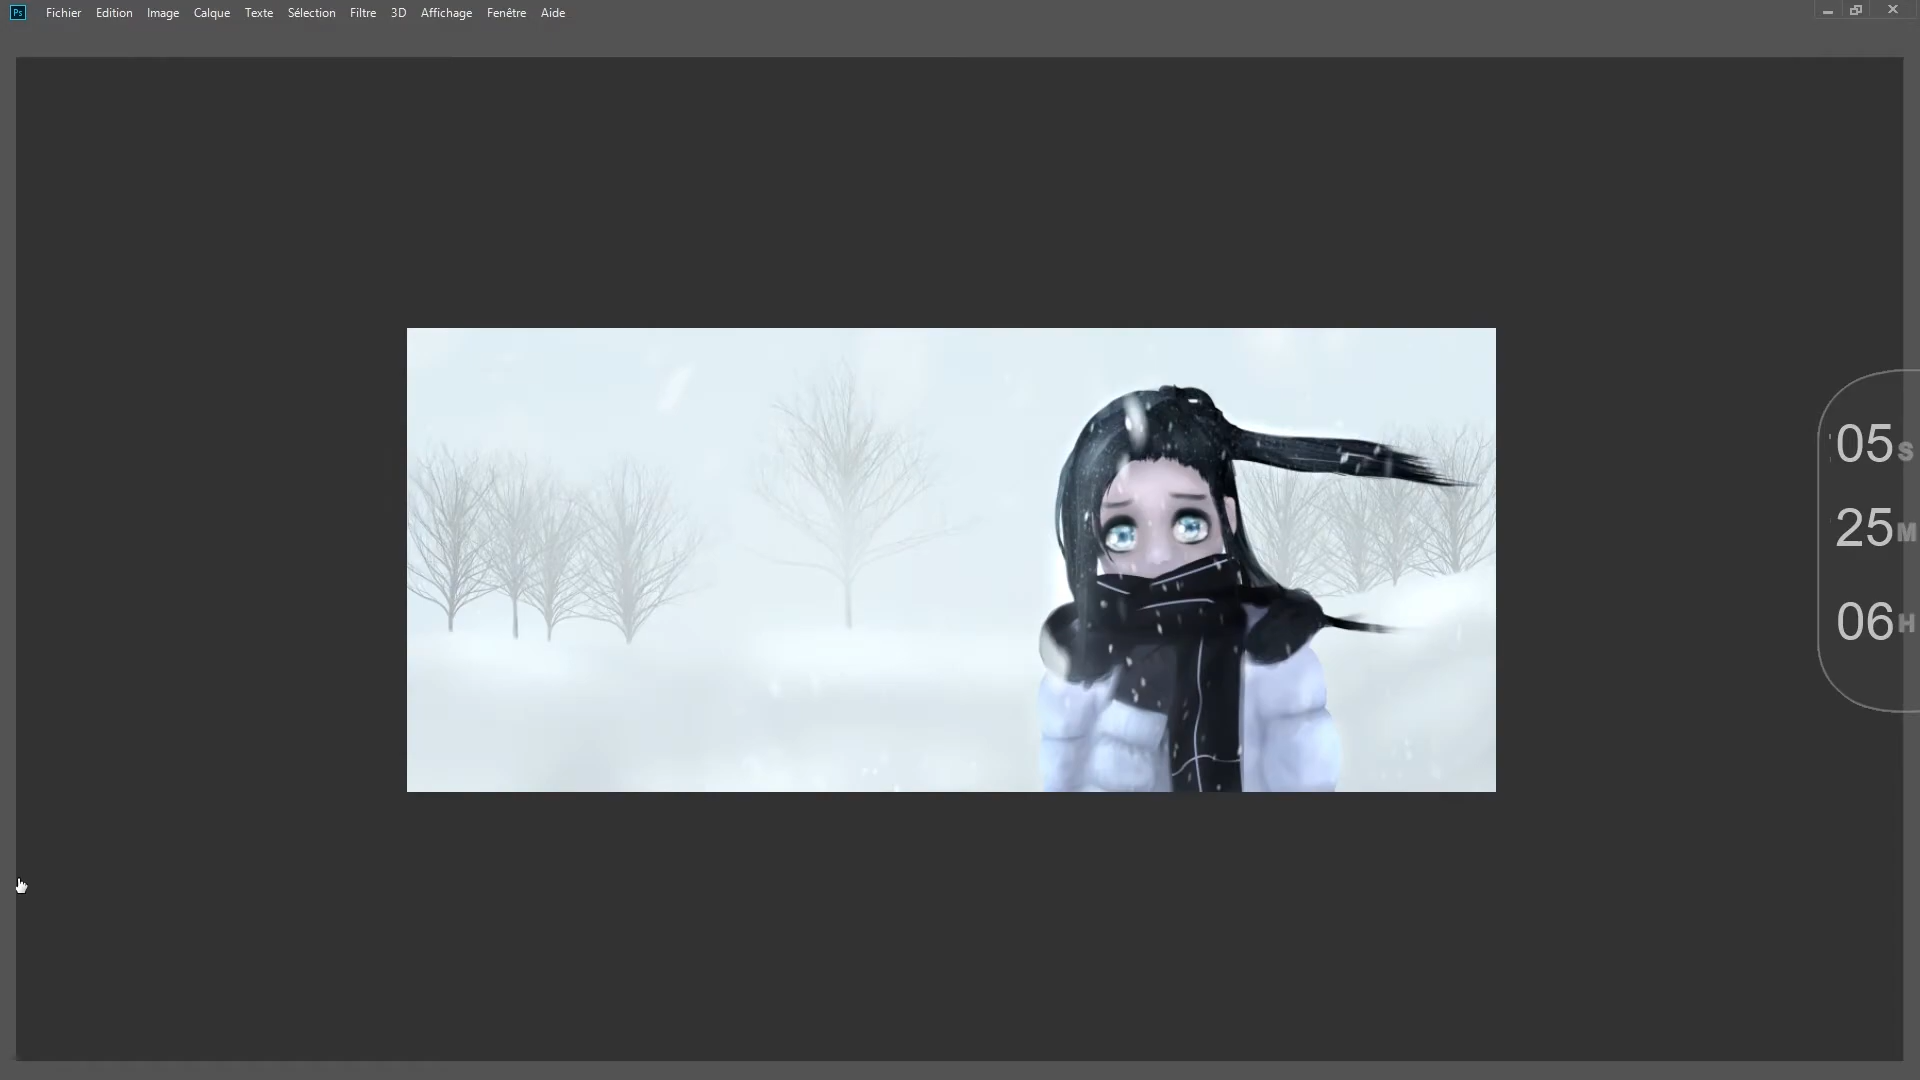 Ps Fichier Edition Image Calque Texte Sélection Filtre 3D Affichage Fenêtre Aide
05S
25M
06H